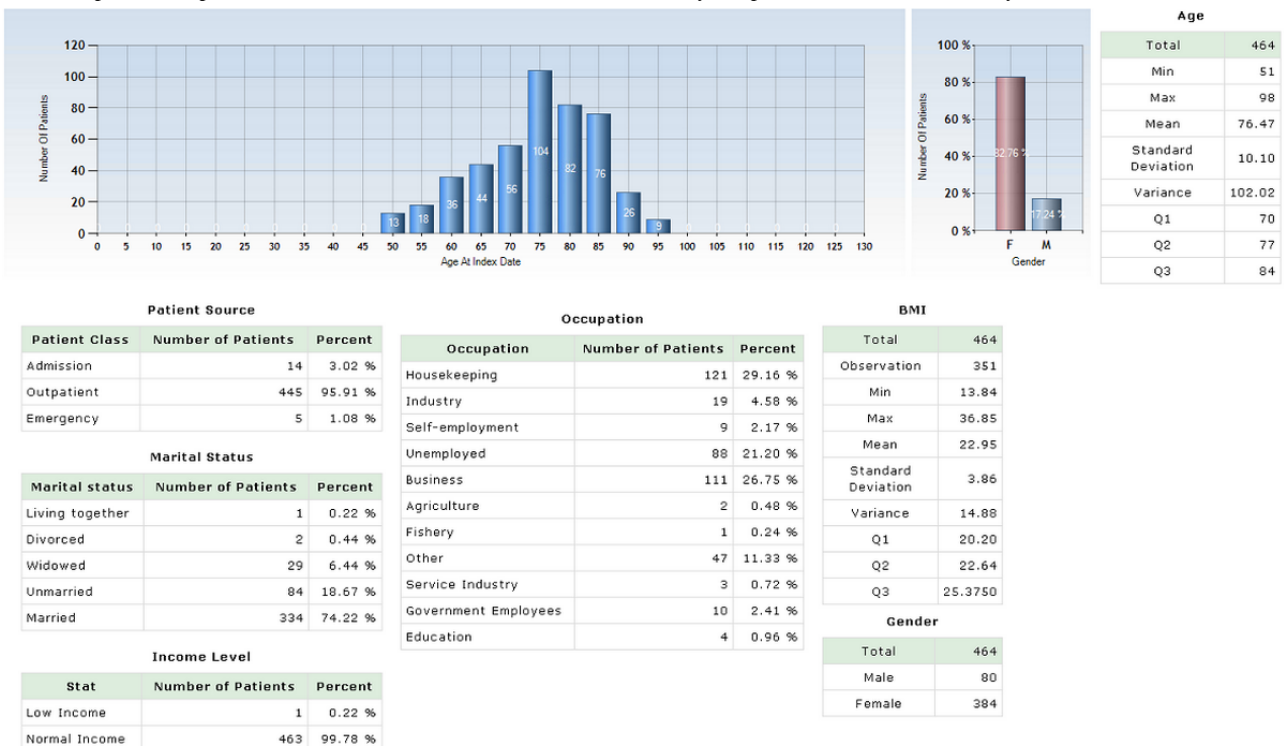 120
100
80
60
40
20
0
Number Of Patients
13 18 36 44 56 104 82 76 26 9
0 5 10 15 20 25 30 35 40 45 50 55 60 65 70 75 80 85 90 95 100 105 110 115 120 125 130
Age At Index Date
100 %
80 %
60 %
40 %
20 %
0 %
Number Of Patients
82.76 %
17.24 %
F M
Gender
Age
Total 464
Min 51
Max 98
Mean 76.47
Standard
Deviation 10.10
Variance 102.02
Q1 70
Q2 77
Q3 84
Patient Source
Patient Class Number of Patients Percent
Admission 14 3.02 %
Outpatient 445 95.91 %
Emergency 5 1.08 %
Marital Status
Marital status Number of Patients Percent
Living together 1 0.22 %
Divorced 2 0.44 %
Widowed 29 6.44 %
Unmarried 84 18.67 %
Married 334 74.22 %
Income Level
Stat Number of Patients Percent
Low Income 1 0.22 %
Normal Income 463 99.78 %
Occupation
Occupation Number of Patients Percent
Housekeeping 121 29.16 %
Industry 19 4.58 %
Self-employment 9 2.17 %
Unemployed 88 21.20 %
Business 111 26.75 %
Agriculture 2 0.48 %
Fishery 1 0.24 %
Other 47 11.33 %
Service Industry 3 0.72 %
Government Employees 10 2.41 %
Education 4 0.96 %
BMI
Total 464
Observation 351
Min 13.84
Max 36.85
Mean 22.95
Standard
Deviation 3.86
Variance 14.88
Q1 20.20
Q2 22.64
Q3 25.3750
Gender
Total 464
Male 80
Female 384